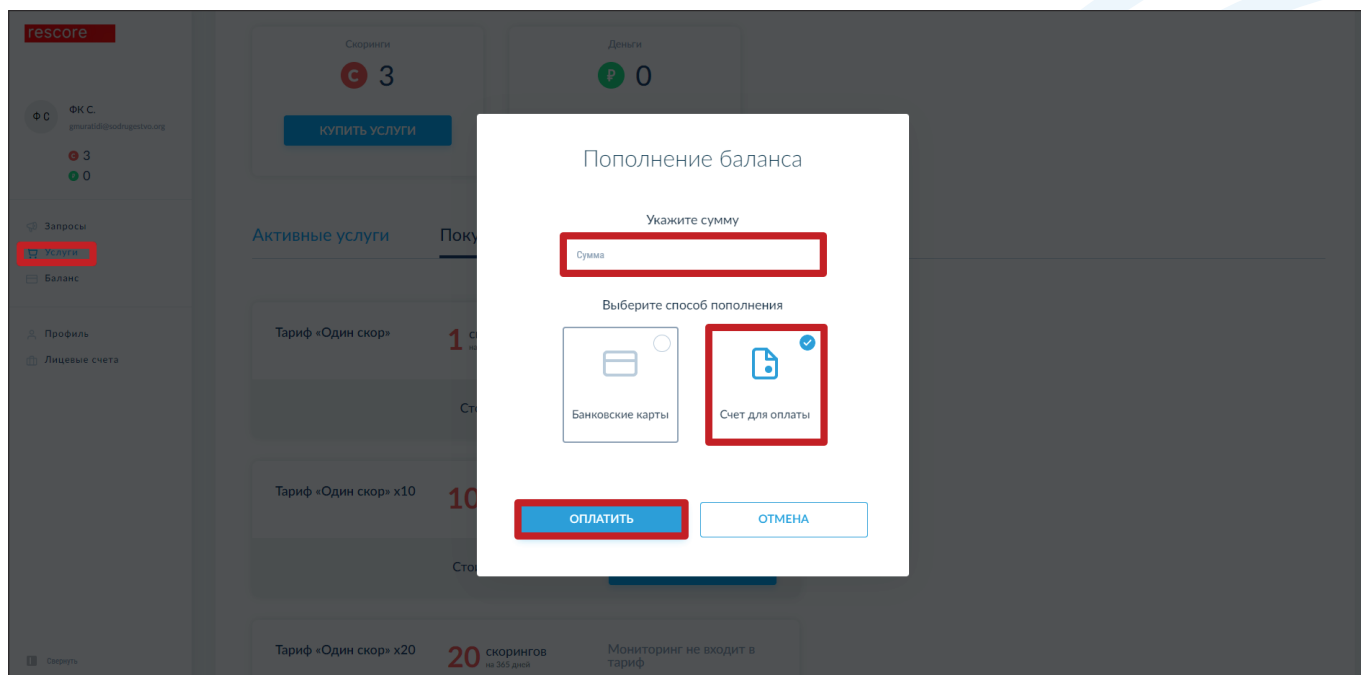 rescore
Ф С
ФК С.
3
0
Запросы
Услуги
Баланс
Профиль
Лицевые счета
Свернуть
Скоринги
С 3
КУПИТЬ УСЛУГИ
Деньги
₽ 0
Активные услуги
Тариф «Один скор»
1
Тариф «Один скор» x10
10
Тариф «Один скор» x20
20 скорингов
на 365 дней
Мониторинг не входит в
тариф
Пополнение баланса
Укажите сумму
Сумма
Выберите способ пополнения
Банковские карты
Счет для оплаты
ОПЛАТИТЬ
ОТМЕНА